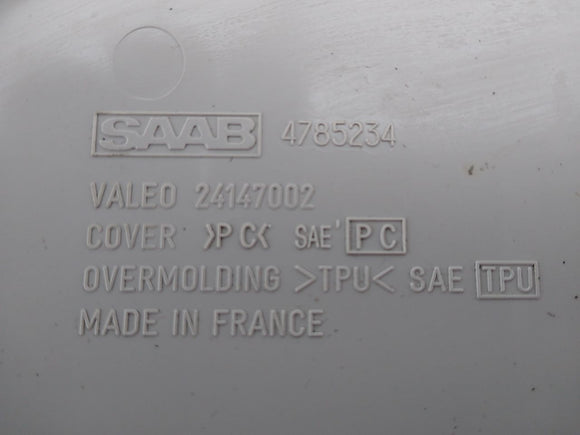 SAAB 4785234
VALEO 24147002
COVER >PC< SAE PC
OVERMOLDING >TPU< SAE TPU
MADE IN FRANCE